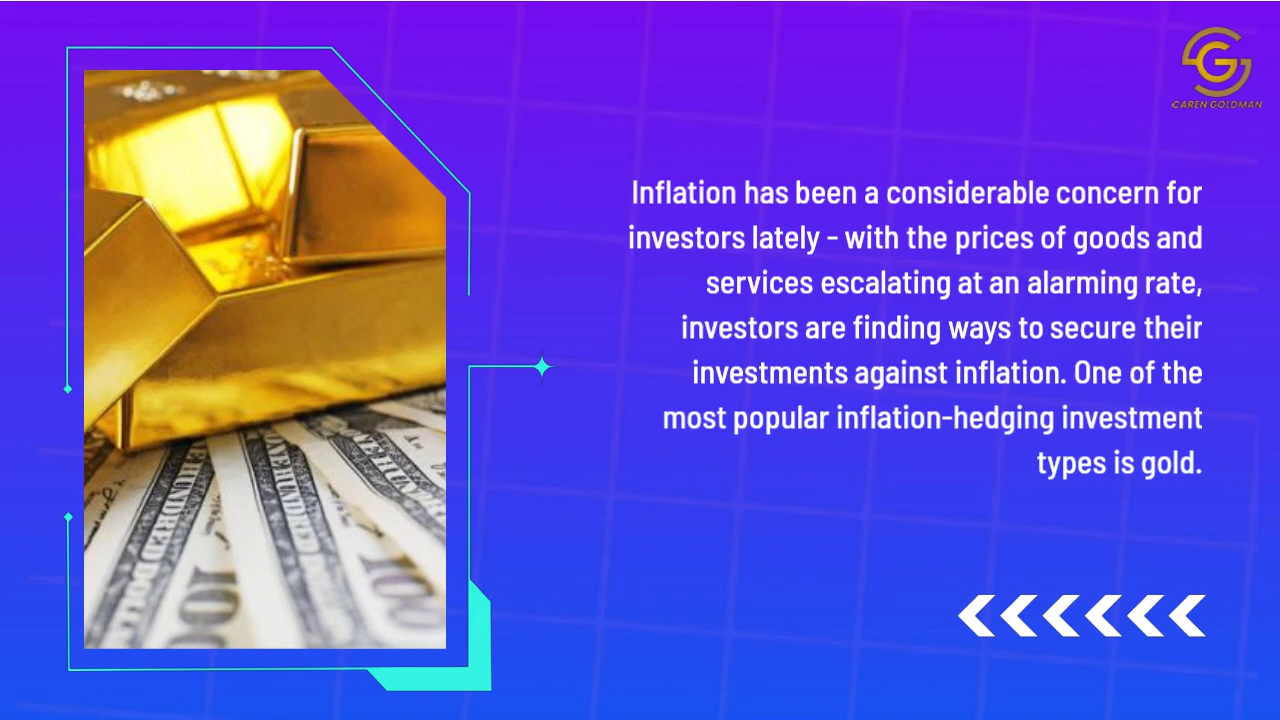 CAREN GOLDMAN
Inflation has been a considerable concern for
investors lately - with the prices of goods and
services escalating at an alarming rate,
investors are finding ways to secure their
investments against inflation. One of the
most popular inflation-hedging investment
types is gold.
100
100